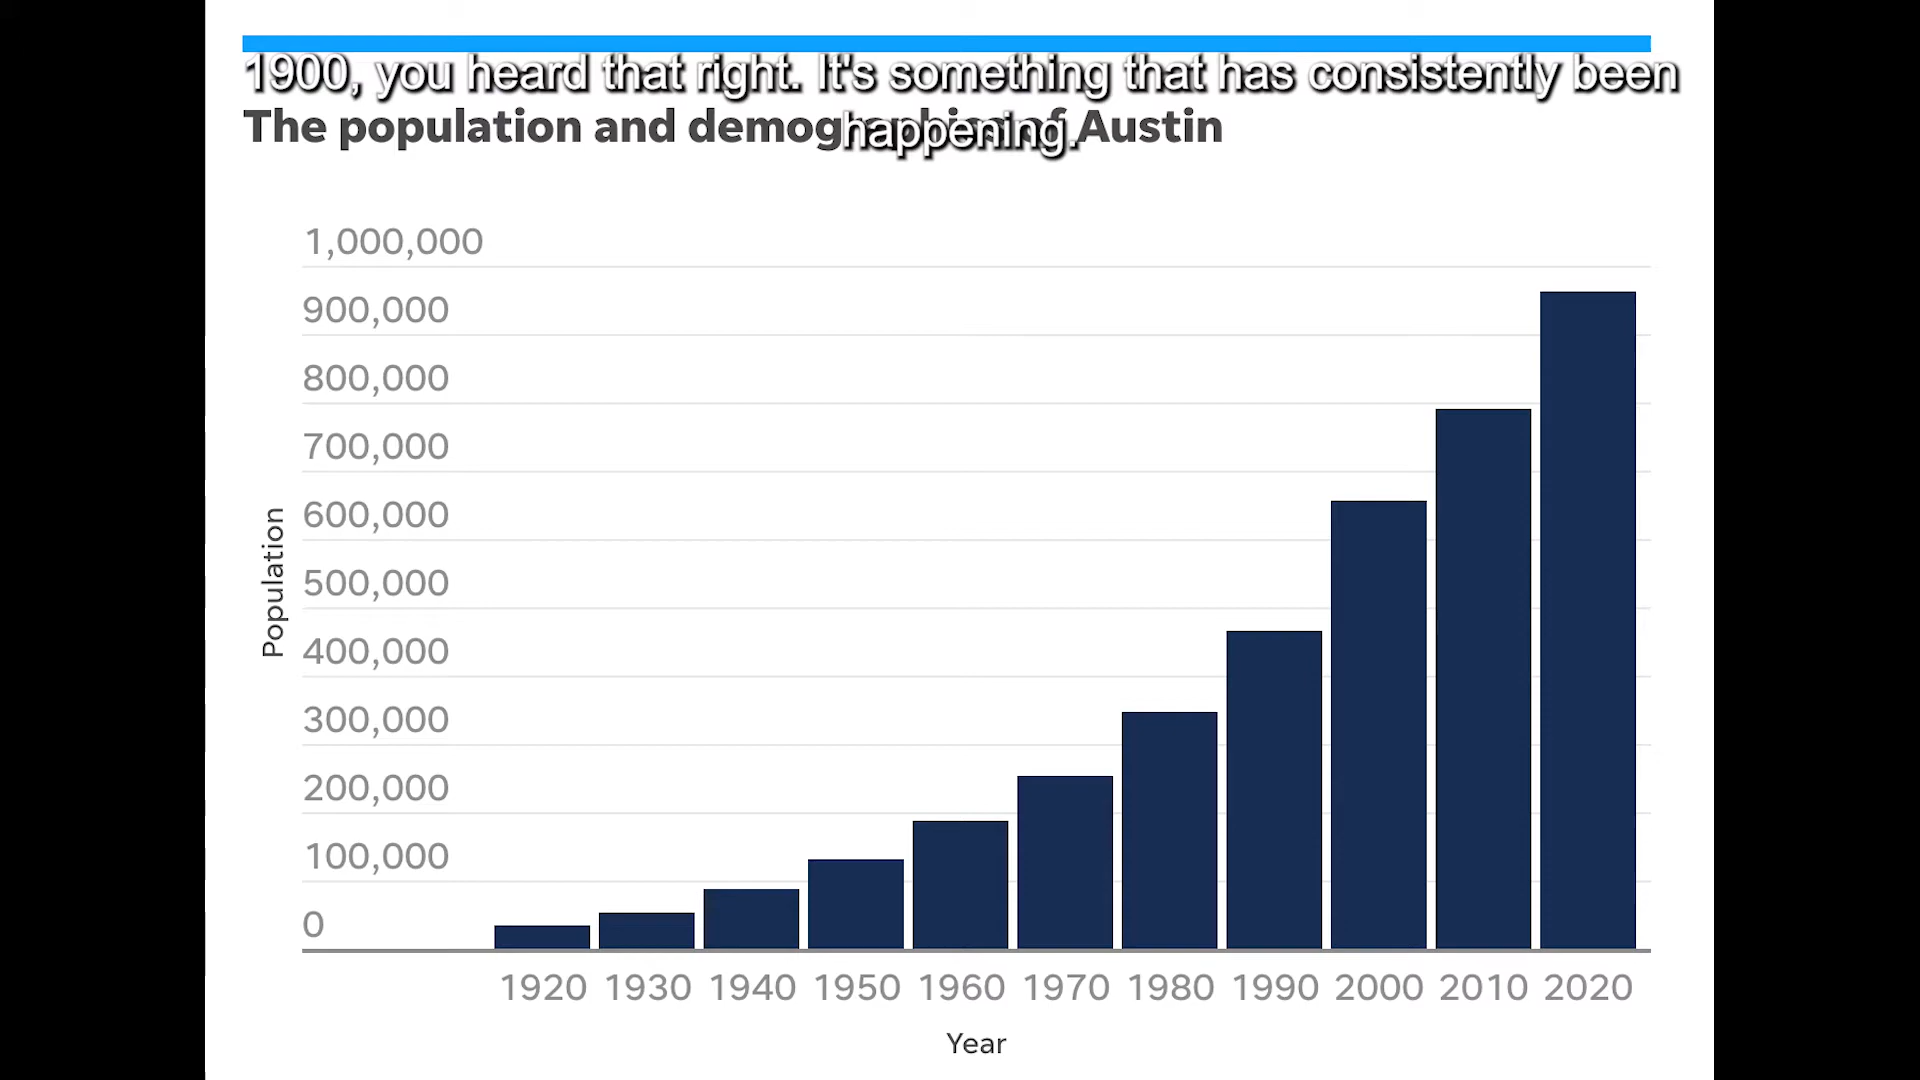 1900, you heard that right. It's something that has consistently been
happening.
The population and demographics of Austin
1,000,000
900,000
800,000
700,000
600,000
500,000
400,000
300,000
200,000
100,000
0
Population
1920 1930 1940 1950 1960 1970 1980 1990 2000 2010 2020
Year